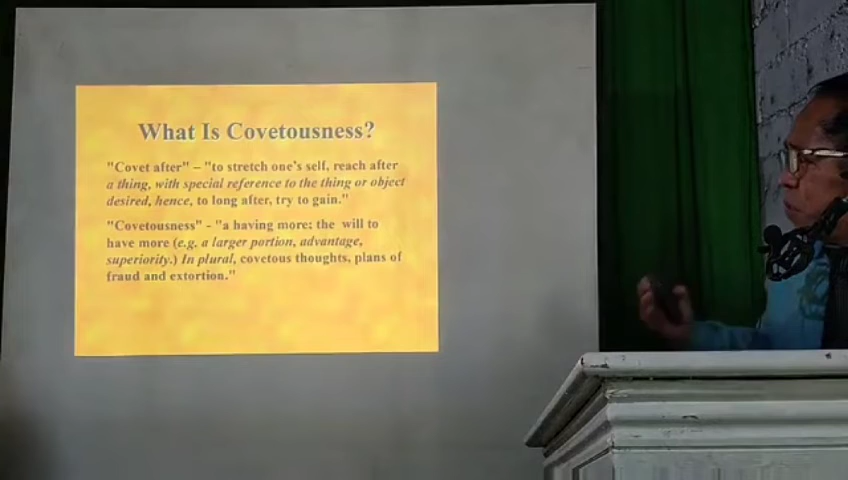 What Is Covetousness?
"Covet after" – "to stretch one's self, reach after
a thing, with special reference to the thing or object
desired, hence, to long after, try to gain."
"Covetousness" - "a having more; the will to
have more (e.g. a larger portion, advantage,
superiority.) In plural, covetous thoughts, plans of
fraud and extortion."